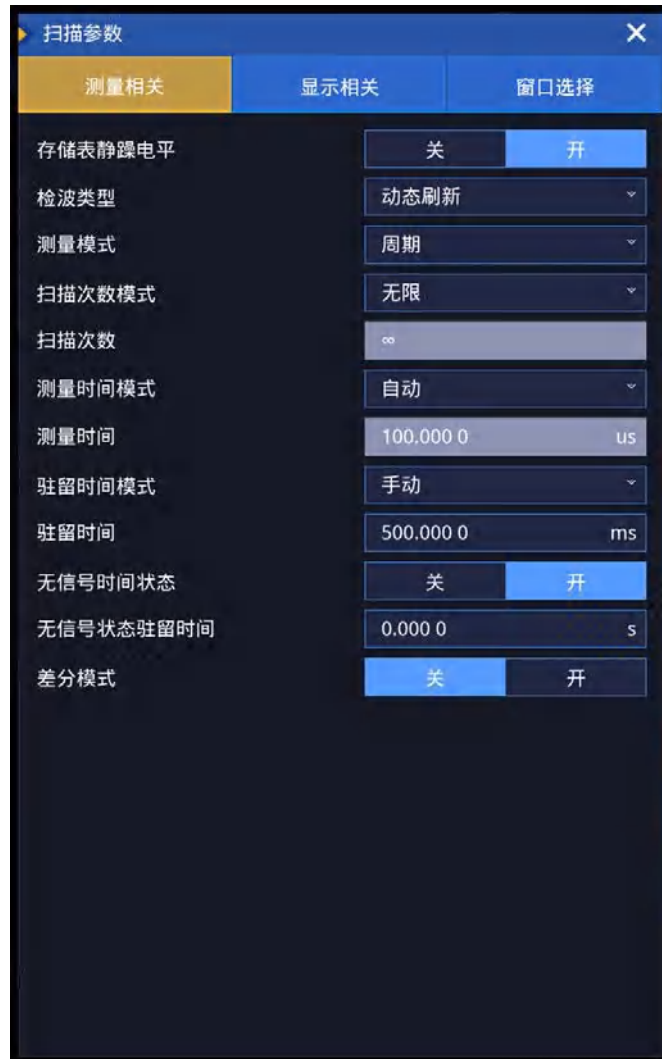 扫描参数 ×
测量相关 显示相关 窗口选择
存储表静躁电平 关 开
检波类型 动态刷新
测量模式 周期
扫描次数模式 无限
扫描次数 ∞
测量时间模式 自动
测量时间 100.000 0 us
驻留时间模式 手动
驻留时间 500.000 0 ms
无信号时间状态 关 开
无信号状态驻留时间 0.000 0 s
差分模式 关 开